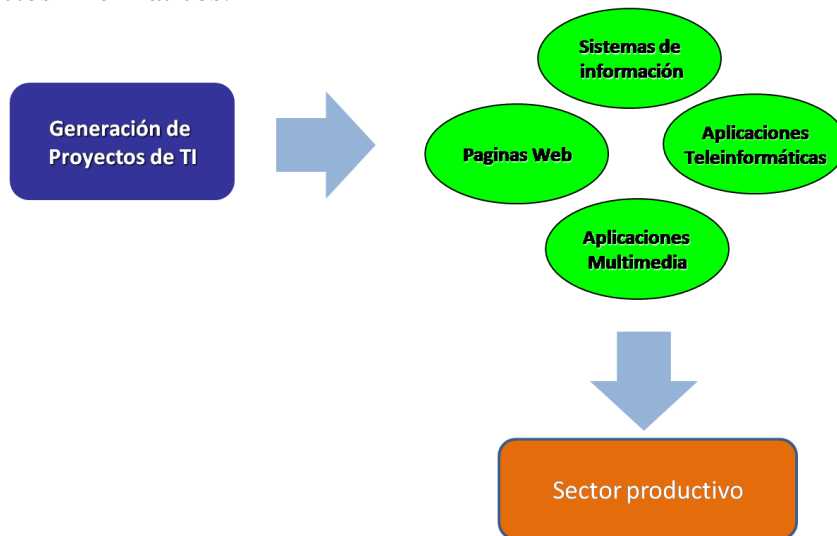 Sistemas de
información
Generación de
Proyectos de TI
Paginas Web
Aplicaciones
Teleinformáticas
Aplicaciones
Multimedia
Sector productivo